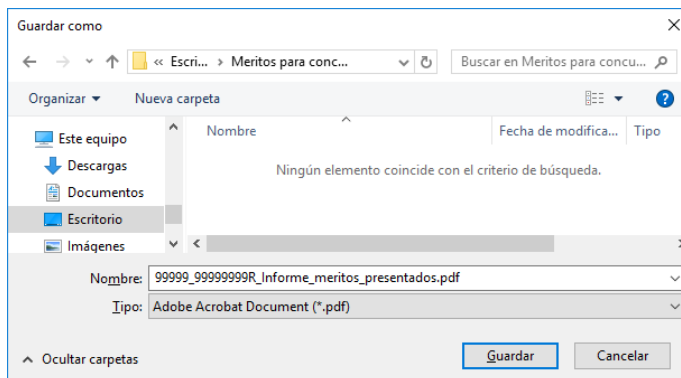 Guardar como
« Escri... › Meritos para conc... Buscar en Meritos para concu...
Organizar Nueva carpeta ?
Este equipo Nombre Fecha de modifica... Tipo
Descargas Ningún elemento coincide con el criterio de búsqueda.
Documentos
Escritorio
Imágenes
Nombre: 99999_99999999R_Informe_meritos_presentados.pdf
Tipo: Adobe Acrobat Document (*.pdf)
Ocultar carpetas Guardar Cancelar